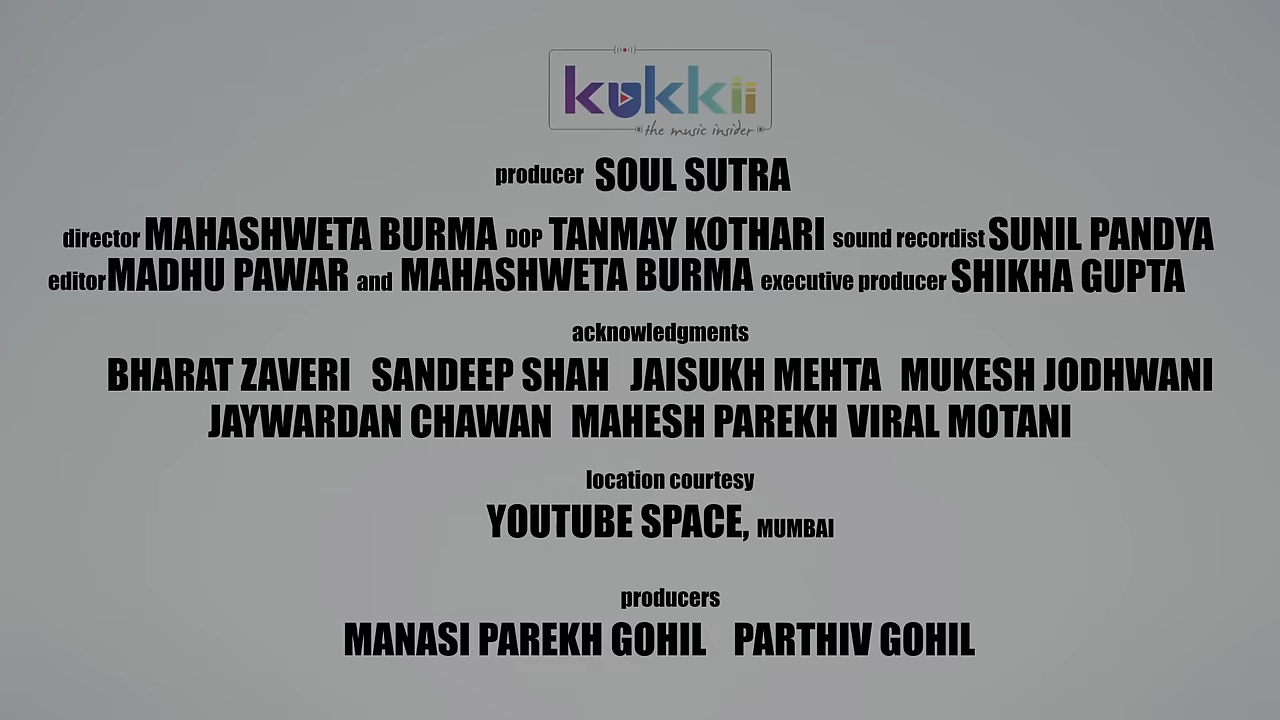 kukkii
the music insider
producer SOUL SUTRA
director MAHASHWETA BURMA DOP TANMAY KOTHARI sound recordist SUNIL PANDYA
editor MADHU PAWAR and MAHASHWETA BURMA executive producer SHIKHA GUPTA
acknowledgments
BHARAT ZAVERI SANDEEP SHAH JAISUKH MEHTA MUKESH JODHWANI
JAYWARDAN CHAWAN MAHESH PAREKH VIRAL MOTANI
location courtesy
YOUTUBE SPACE, MUMBAI
producers
MANASI PAREKH GOHIL PARTHIV GOHIL